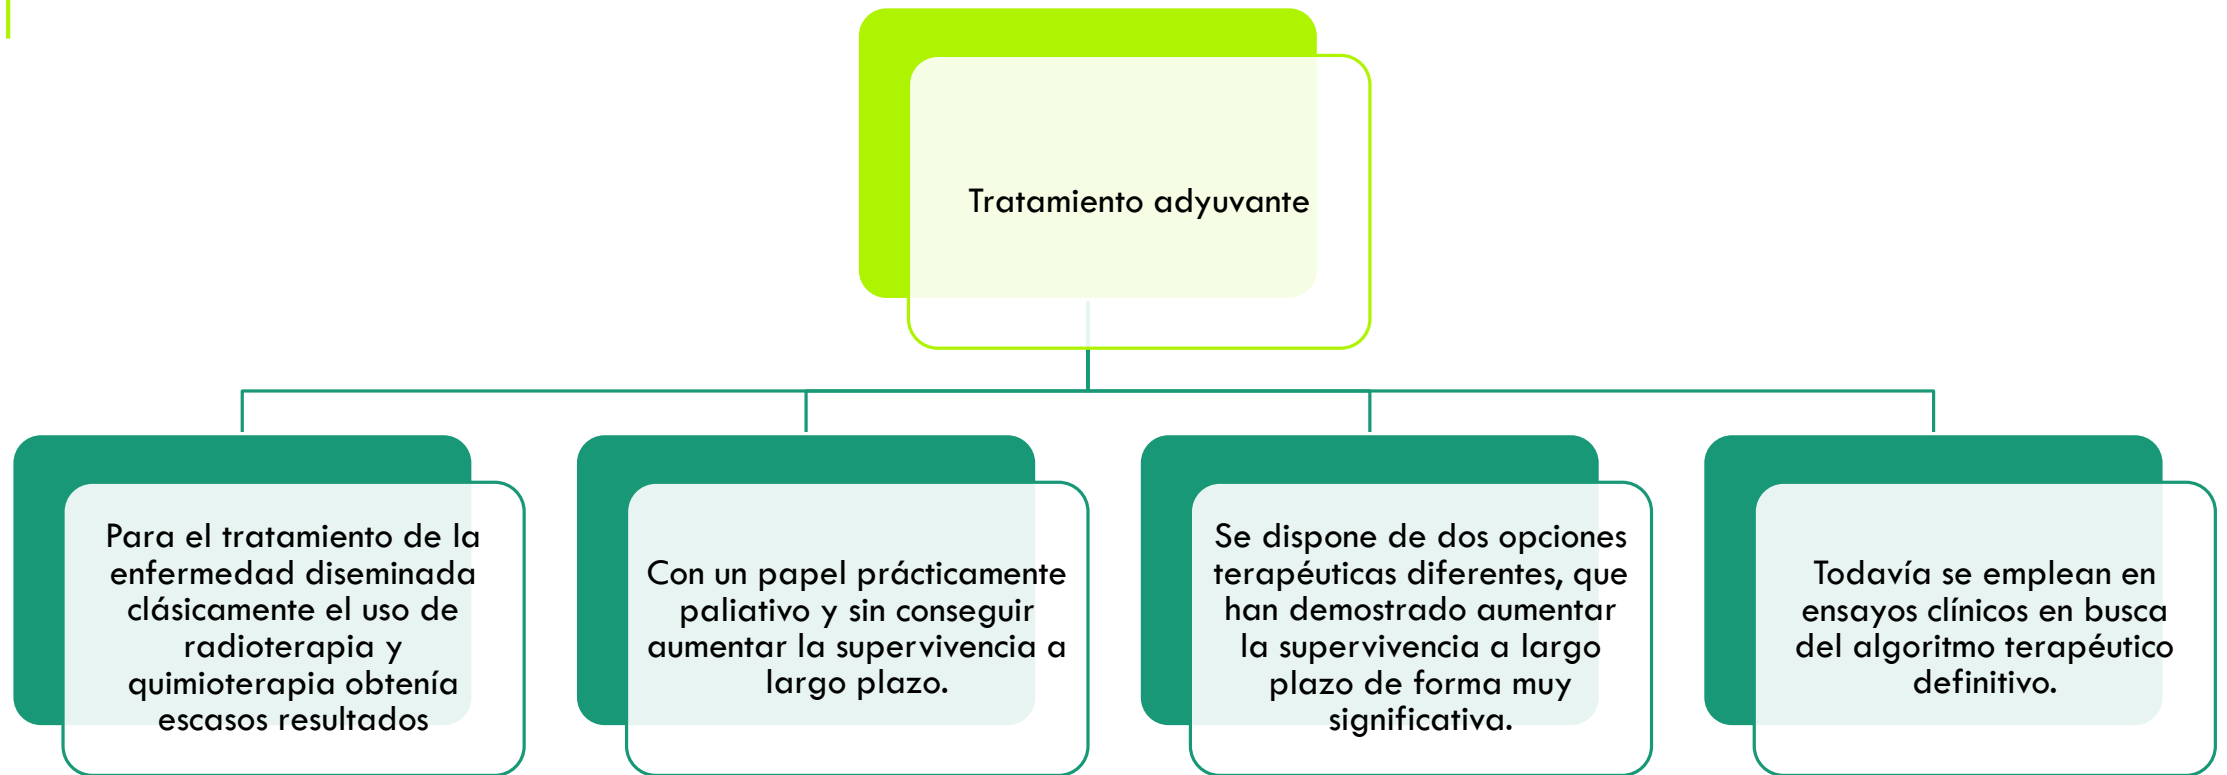 Tratamiento adyuvante
Para el tratamiento de la
enfermedad diseminada
clásicamente el uso de
radioterapia y
quimioterapia obtenía
escasos resultados
Con un papel prácticamente
paliativo y sin conseguir
aumentar la supervivencia a
largo plazo.
Se dispone de dos opciones
terapéuticas diferentes, que
han demostrado aumentar
la supervivencia a largo
plazo de forma muy
significativa.
Todavía se emplean en
ensayos clínicos en busca
del algoritmo terapéutico
definitivo.